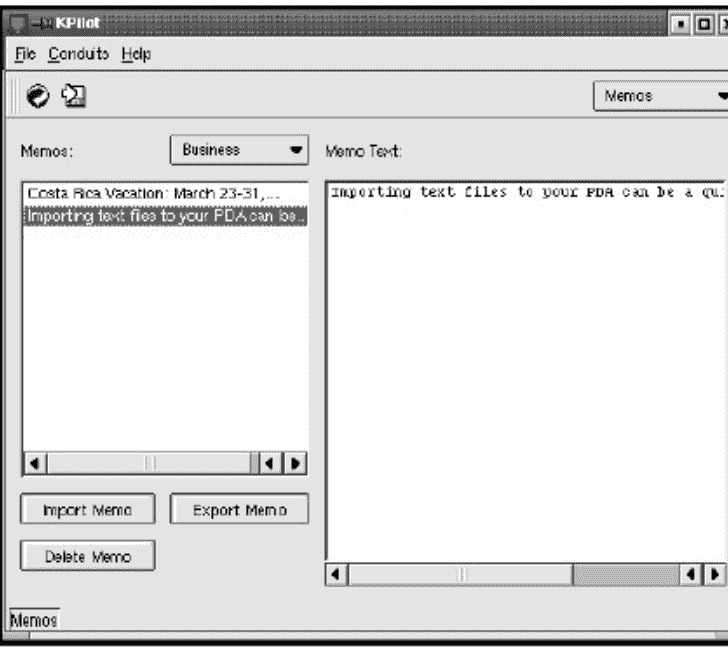 KPilot
File Conduits Help
Memos
Memos: Business Memo Text:
Costa Rica Vacation: March 23-31,...
Importing text files to your PDA can be...
Importing text files to your PDA can be a qui
Import Memo Export Memo
Delete Memo
Memos